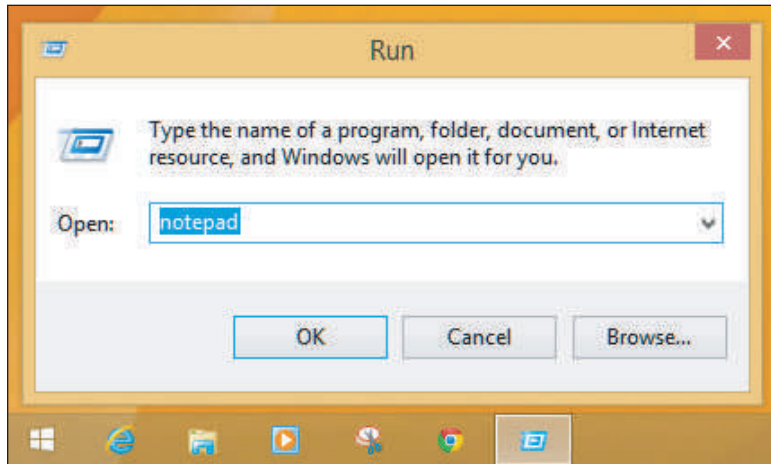 Run
Type the name of a program, folder, document, or Internet
resource, and Windows will open it for you.
Open: notepad
OK Cancel Browse...